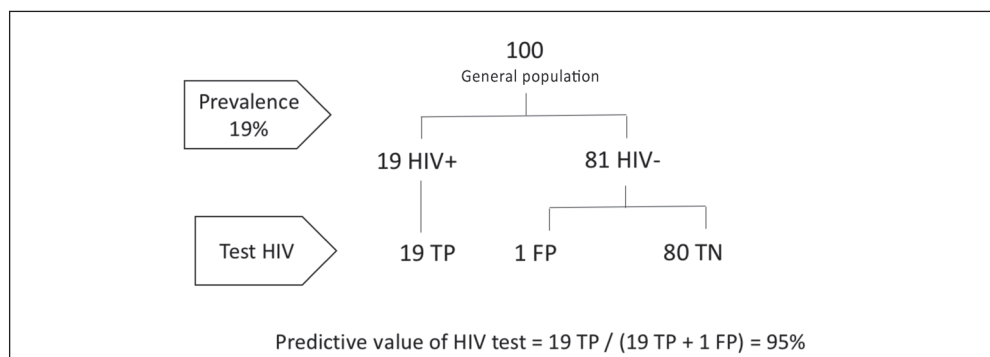 100
General population
Prevalence
19%
19 HIV+
81 HIV-
Test HIV
19 TP
1 FP
80 TN
Predictive value of HIV test = 19 TP / (19 TP + 1 FP) = 95%